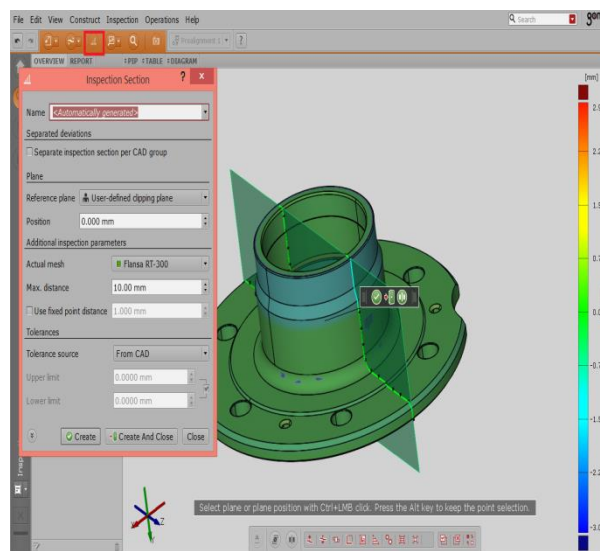 File Edit View Construct Inspection Operations Help
Search
gom
Prealignment 1
?
OVERVIEW REPORT PIP TABLE DIAGRAM
Inspection Section ? x
Name <Automatically generated>
Separated deviations
Separate inspection section per CAD group
Plane
Reference plane User-defined clipping plane
Position 0.000 mm
Additional inspection parameters
Actual mesh Flansa RT-300
Max. distance 10.00 mm
Use fixed point distance 1.000 mm
Tolerances
Tolerance source From CAD
Upper limit 0.0000 mm
Lower limit 0.0000 mm
Create Create And Close Close
[mm]
Select plane or plane position with Ctrl+LMB click. Press the Alt key to keep the point selection.
Z
Y
?